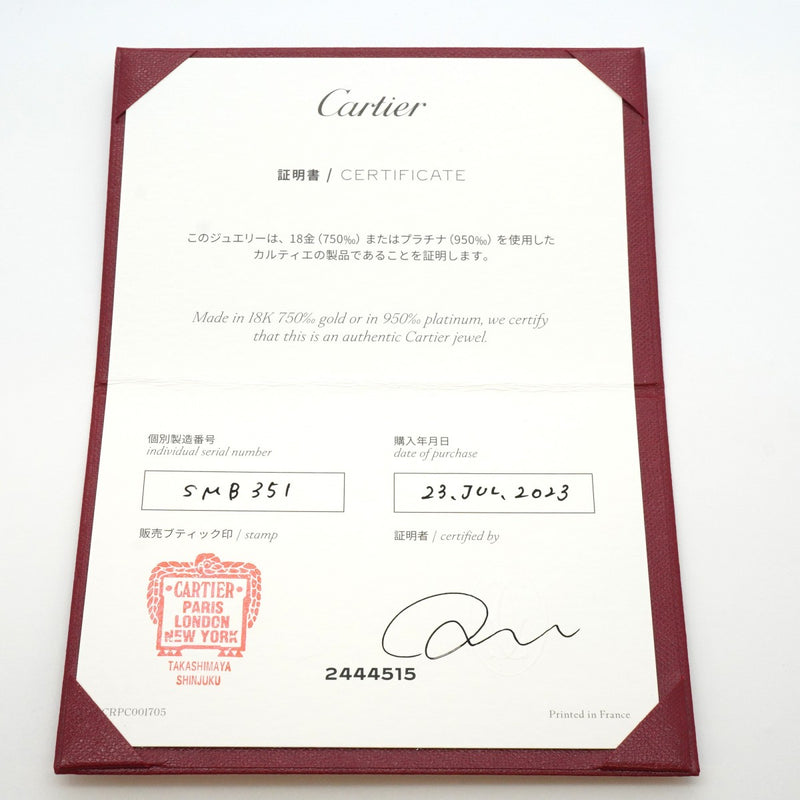 Cartier
証明書 / CERTIFICATE
このジュエリーは、18金(750‰)またはプラチナ(950‰)を使用した
カルティエの製品であることを証明します。
Made in 18K 750‰ gold or in 950‰ platinum, we certify
that this is an authentic Cartier jewel.
個別製造番号
individual serial number
SMB 351
購入年月日
date of purchase
23. JUL. 2023
販売ブティック印 / stamp
CARTIER
PARIS
LONDON
NEW YORK
TAKASHIMAYA
SHINJUKU
証明者 / certified by
2444515
CRPC001705
Printed in France